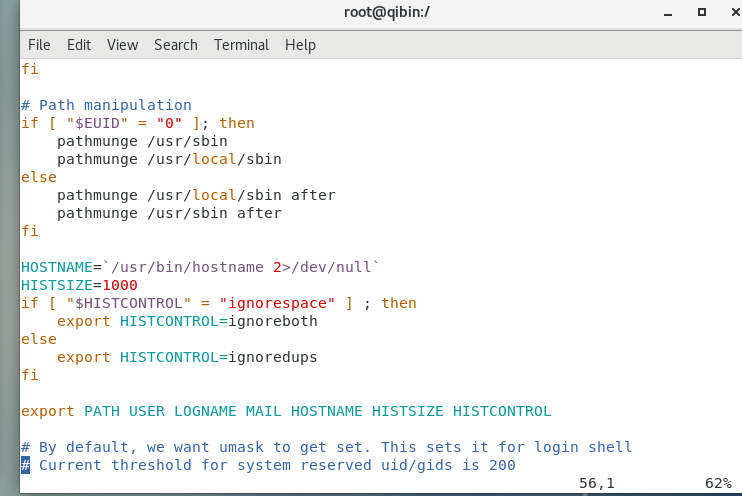 root@qibin:/
File Edit View Search Terminal Help
fi
# Path manipulation
if [ "$EUID" = "0" ]; then
    pathmunge /usr/sbin
    pathmunge /usr/local/sbin
else
    pathmunge /usr/local/sbin after
    pathmunge /usr/sbin after
fi
HOSTNAME=`/usr/bin/hostname 2>/dev/null`
HISTSIZE=1000
if [ "$HISTCONTROL" = "ignorespace" ] ; then
    export HISTCONTROL=ignoreboth
else
    export HISTCONTROL=ignoredups
fi
export PATH USER LOGNAME MAIL HOSTNAME HISTSIZE HISTCONTROL
# By default, we want umask to get set. This sets it for login shell
# Current threshold for system reserved uid/gids is 200
56,1 62%